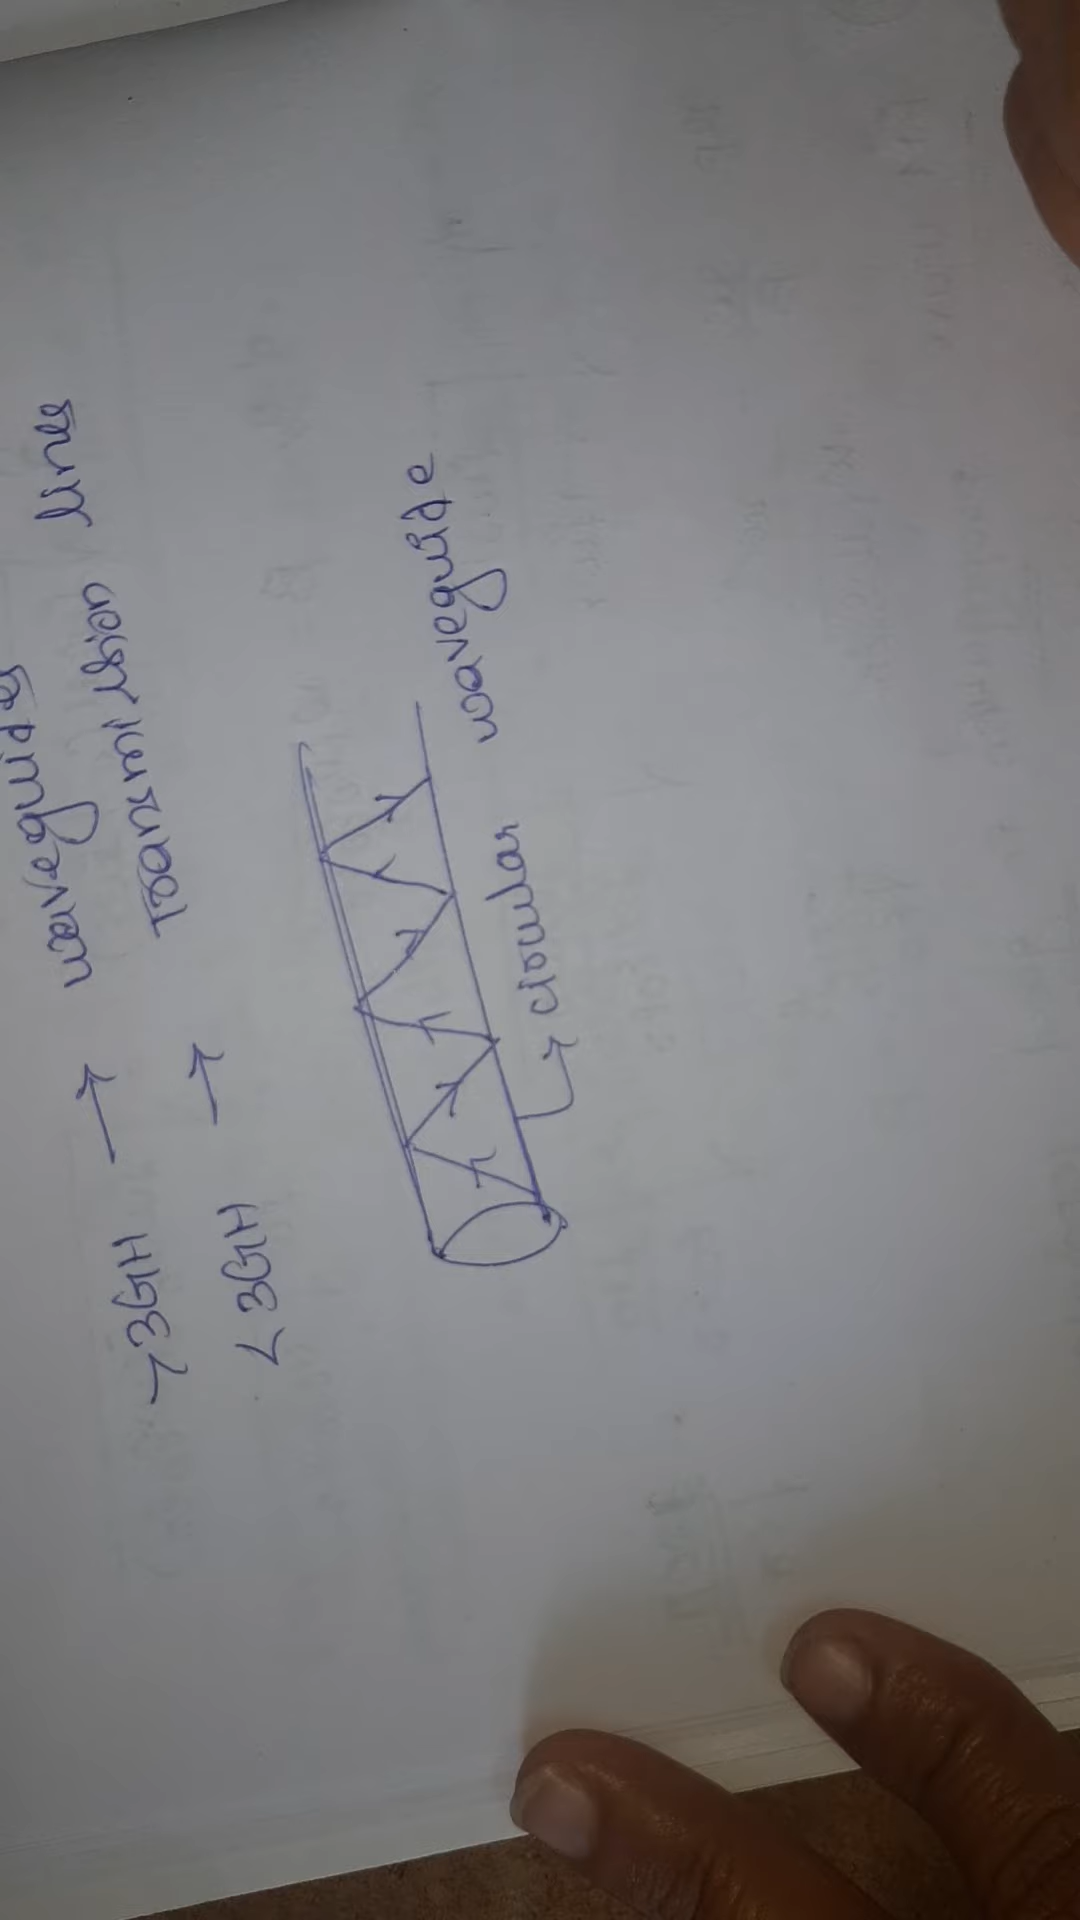 >3GH → waveguides
<3GH → Transmission lines
→ circular waveguide